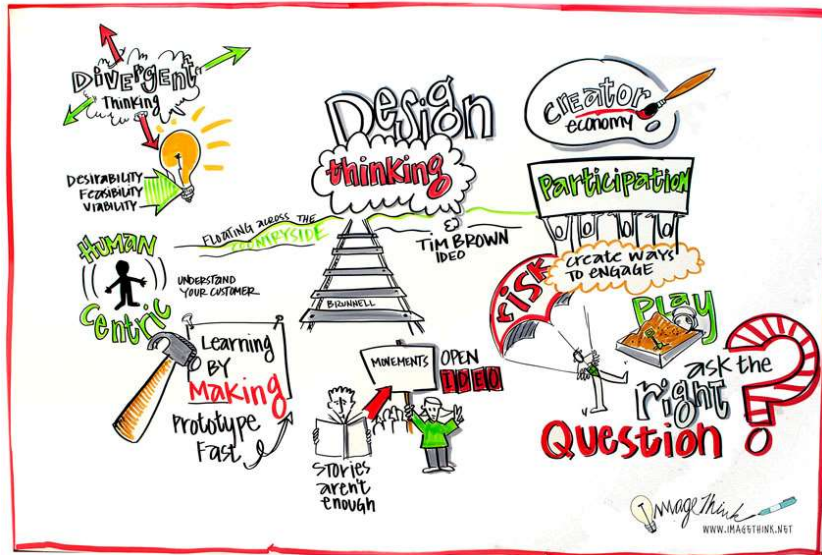 DIVERGENT
Thinking
DESIRABILITY
FEASIBILITY
VIABILITY
HUMAN
Centric
UNDERSTAND
YOUR CUSTOMER
Learning
BY
Making
Prototype
Fast
Design
thinking
FLOATING ACROSS THE
COUNTRYSIDE
TIM BROWN
IDEO
BRUNNELL
MOVEMENTS
OPEN
IDEO
STORIES
aren't
enough
CREATOR
economy
Participation
create ways
TO ENGAGE
RISK
PLAY
ask the
right
Question
?
ImageThink
WWW.IMAGETHINK.NET